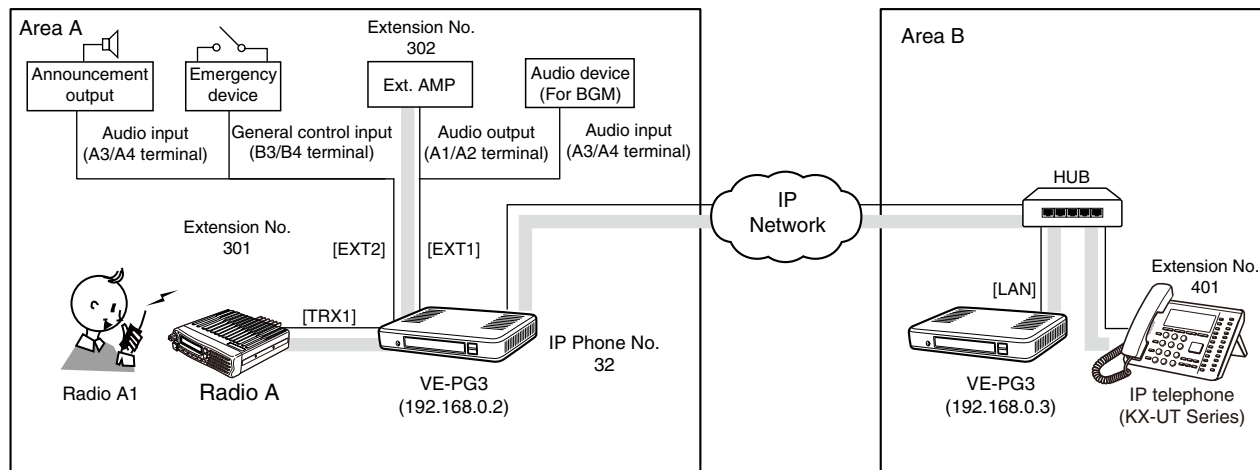 Area A
Announcement
output
Emergency
device
Extension No.
302
Ext. AMP
Audio device
(For BGM)
Audio input
(A3/A4 terminal)
General control input
(B3/B4 terminal)
Audio output
(A1/A2 terminal)
Audio input
(A3/A4 terminal)
Extension No.
301
[EXT2]
[EXT1]
[TRX1]
Radio A1
Radio A
VE-PG3
(192.168.0.2)
IP Phone No.
32
IP
Network
Area B
HUB
[LAN]
Extension No.
401
VE-PG3
(192.168.0.3)
IP telephone
(KX-UT Series)